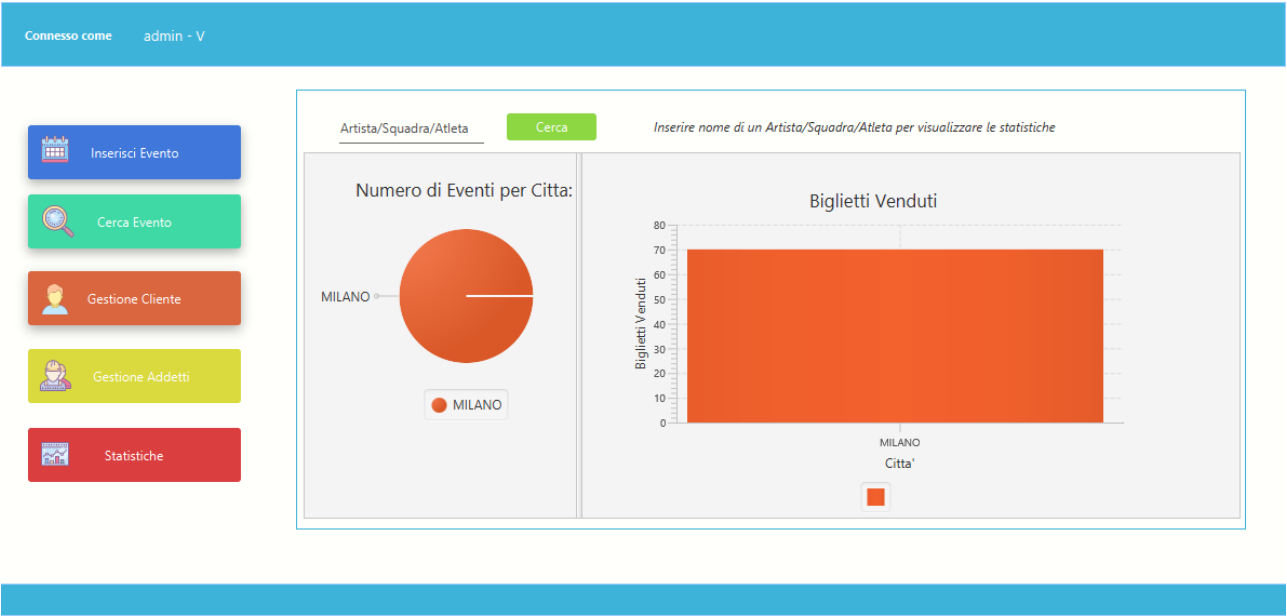 Connesso come admin - V
Inserisci Evento
Cerca Evento
Gestione Cliente
Gestione Addetti
Statistiche
Artista/Squadra/Atleta Cerca Inserire nome di un Artista/Squadra/Atleta per visualizzare le statistiche
Numero di Eventi per Citta:
MILANO
MILANO
Biglietti Venduti
Biglietti Venduti
80
70
60
50
40
30
20
10
0
MILANO
Citta'